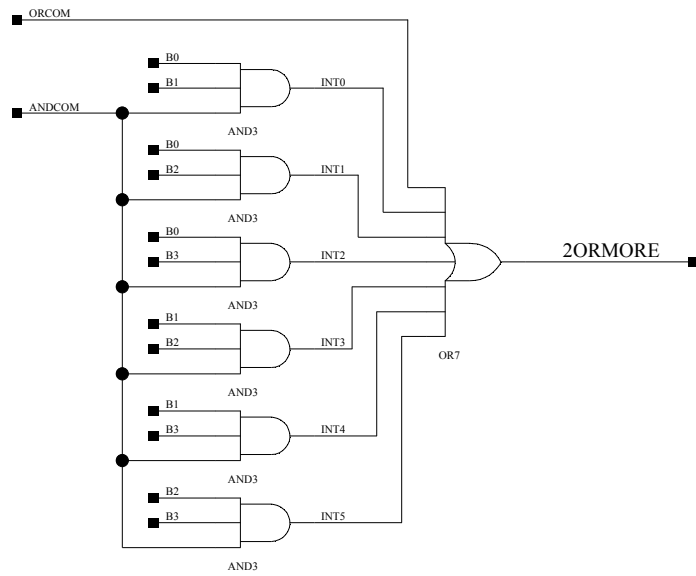 ORCOM
B0
B1
INT0
ANDCOM
AND3
B0
B2
INT1
AND3
B0
B3
INT2
2ORMORE
AND3
B1
B2
INT3
OR7
AND3
B1
B3
INT4
AND3
B2
B3
INT5
AND3